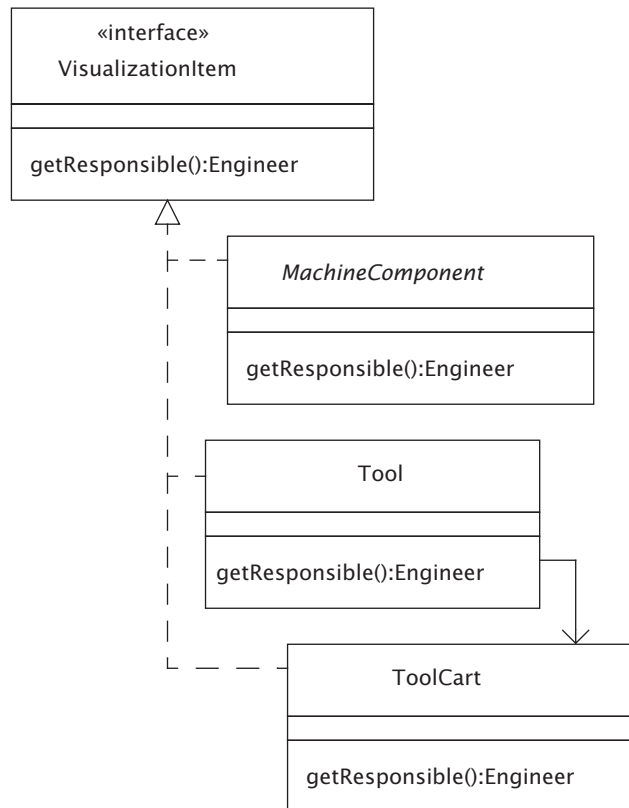 «interface»
VisualizationItem
getResponsible():Engineer
MachineComponent
getResponsible():Engineer
Tool
getResponsible():Engineer
ToolCart
getResponsible():Engineer